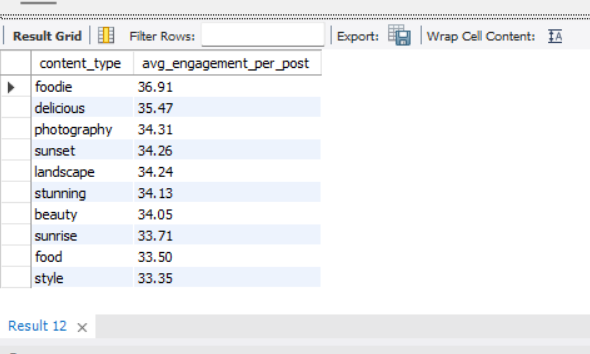 Result Grid Filter Rows: Export: Wrap Cell Content: IA
content_type avg_engagement_per_post
foodie 36.91
delicious 35.47
photography 34.31
sunset 34.26
landscape 34.24
stunning 34.13
beauty 34.05
sunrise 33.71
food 33.50
style 33.35
Result 12 ×